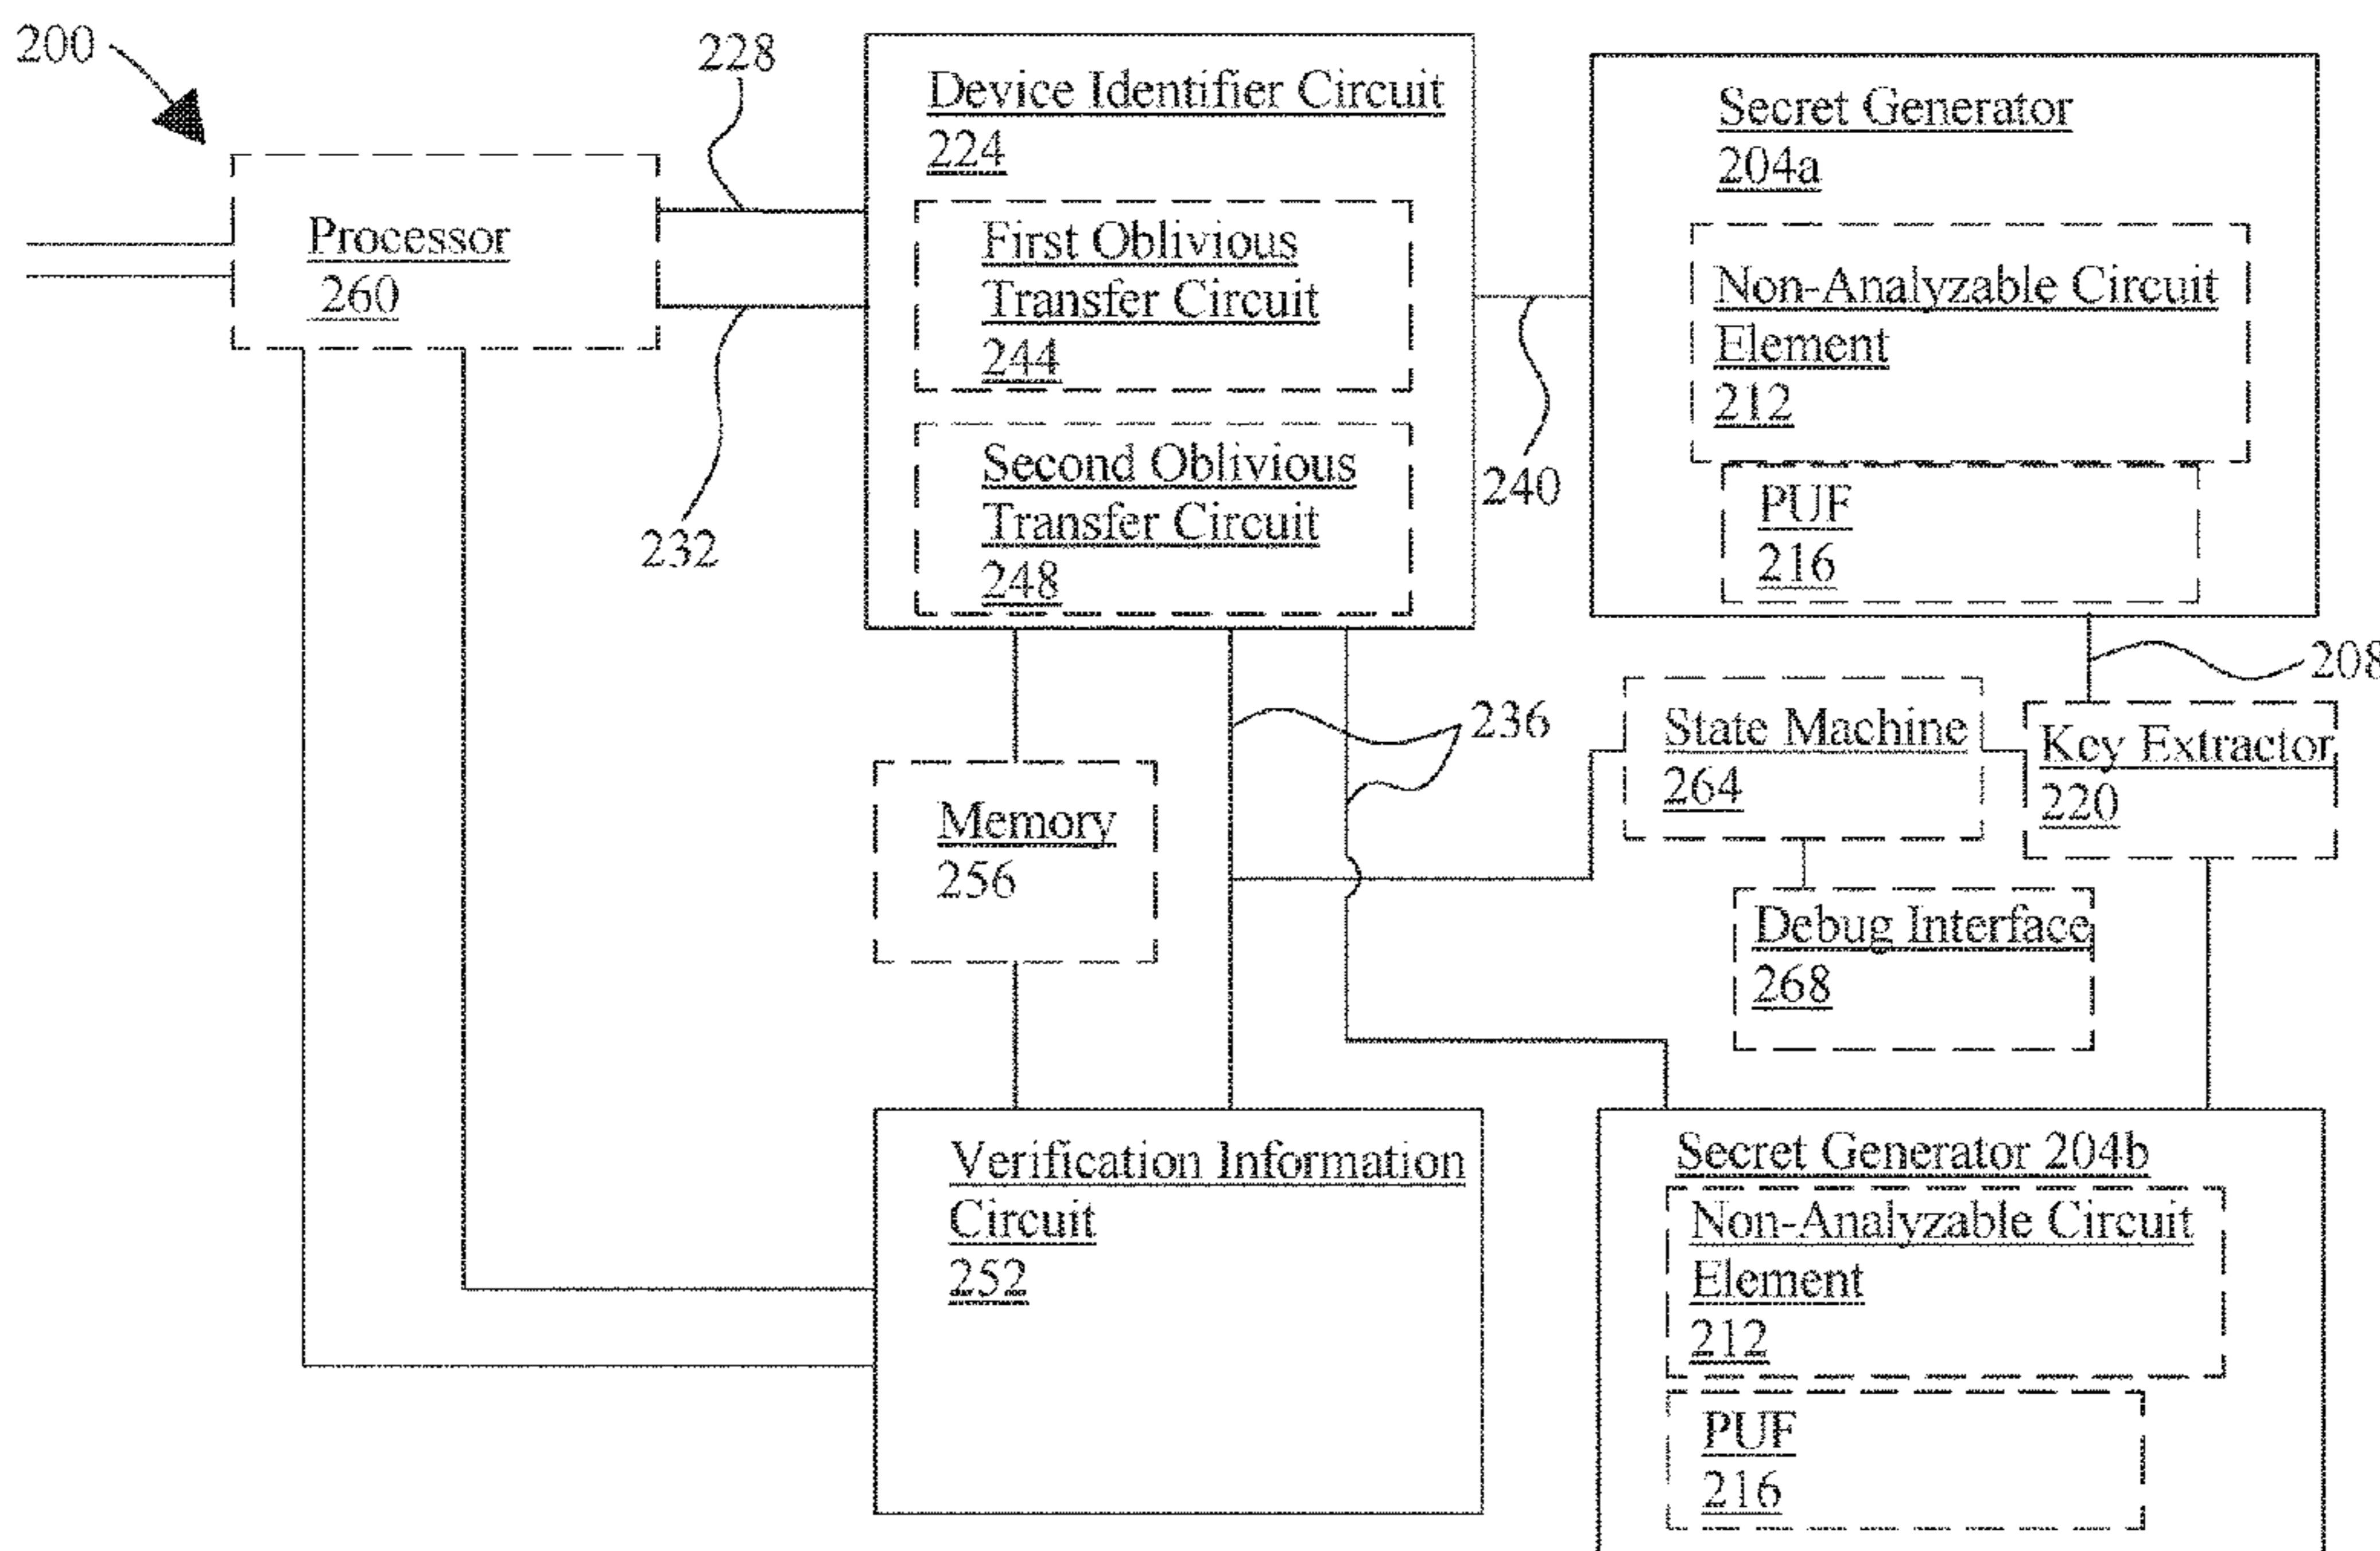 200
228
Device Identifier Circuit
224
Secret Generator
204a
Processor
260
First Oblivious
Transfer Circuit
244
Non-Analyzable Circuit
Element
212
Second Oblivious
Transfer Circuit
248
232
240
PUF
216
208
State Machine
264
Key Extractor
220
236
Memory
256
Debug Interface
268
Verification Information
Circuit
252
Secret Generator 204b
Non-Analyzable Circuit
Element
212
PUF
216